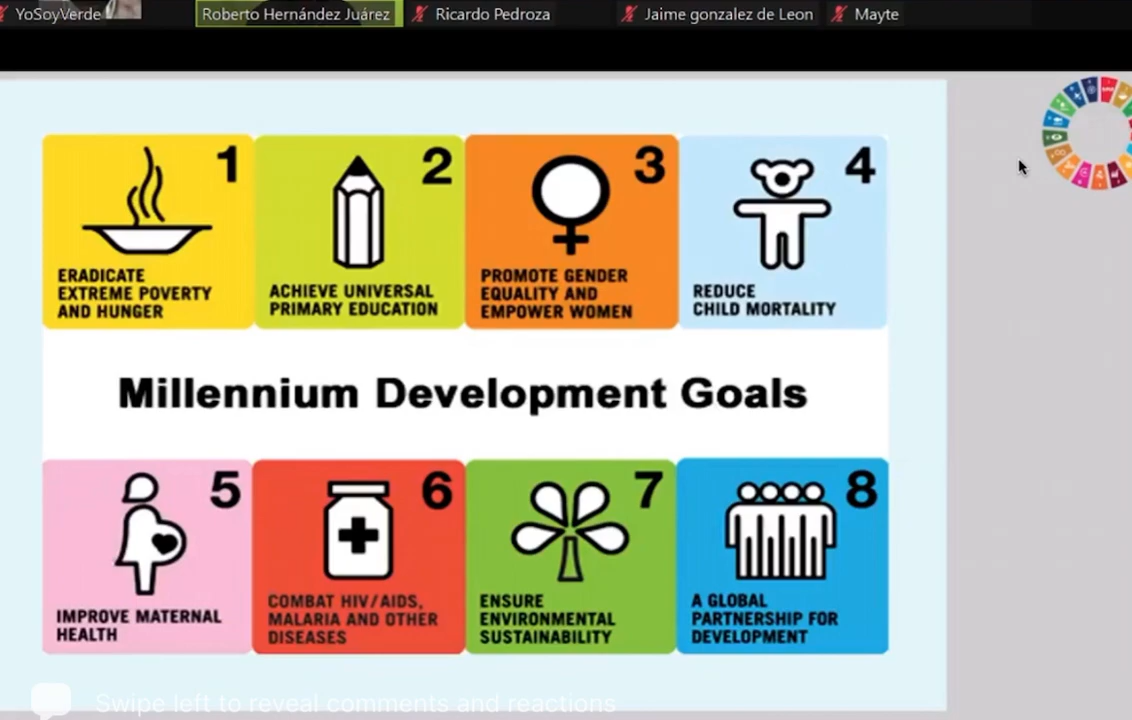 YoSoyVerde
Roberto Hernández Juárez
Ricardo Pedroza
Jaime gonzalez de Leon
Mayte
1
ERADICATE
EXTREME POVERTY
AND HUNGER
2
ACHIEVE UNIVERSAL
PRIMARY EDUCATION
3
PROMOTE GENDER
EQUALITY AND
EMPOWER WOMEN
4
REDUCE
CHILD MORTALITY
Millennium Development Goals
5
IMPROVE MATERNAL
HEALTH
6
COMBAT HIV/AIDS,
MALARIA AND OTHER
DISEASES
7
ENSURE
ENVIRONMENTAL
SUSTAINABILITY
8
A GLOBAL
PARTNERSHIP FOR
DEVELOPMENT
Swipe left to reveal comments and reactions